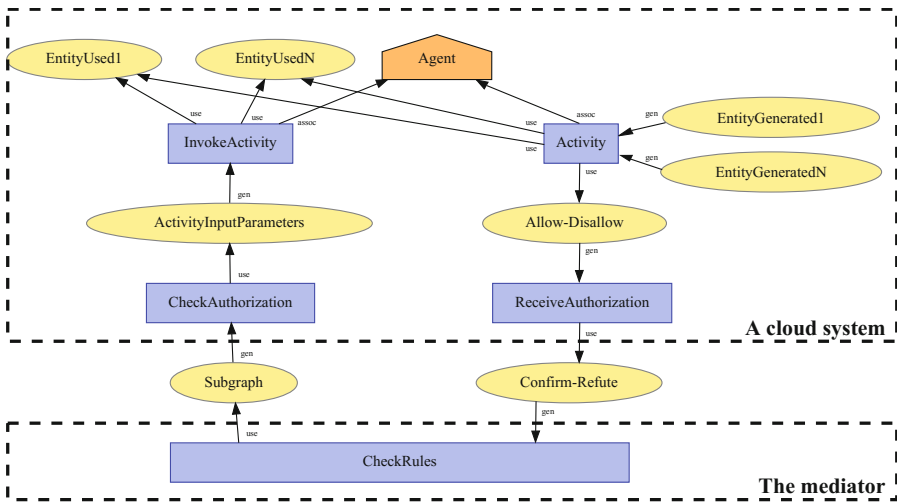 EntityUsed1
EntityUsedN
Agent
use
use
assoc
use
use
assoc
gen
EntityGenerated1
InvokeActivity
Activity
gen
EntityGeneratedN
gen
use
ActivityInputParameters
Allow-Disallow
use
gen
CheckAuthorization
ReceiveAuthorization
A cloud system
gen
use
Subgraph
Confirm-Refute
use
gen
CheckRules
The mediator